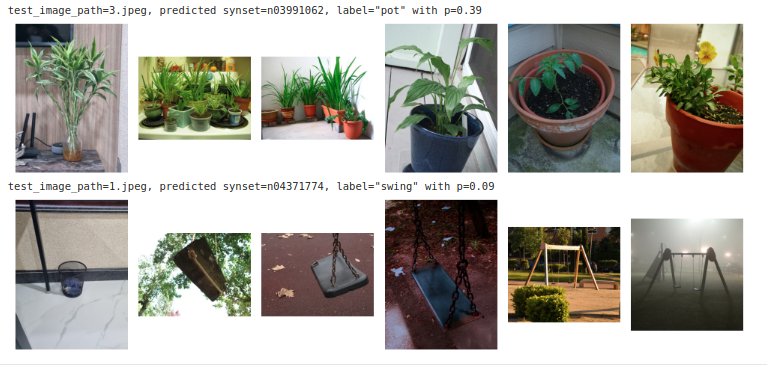 test_image_path=3.jpeg, predicted synset=n03991062, label="pot" with p=0.39
test_image_path=1.jpeg, predicted synset=n04371774, label="swing" with p=0.09